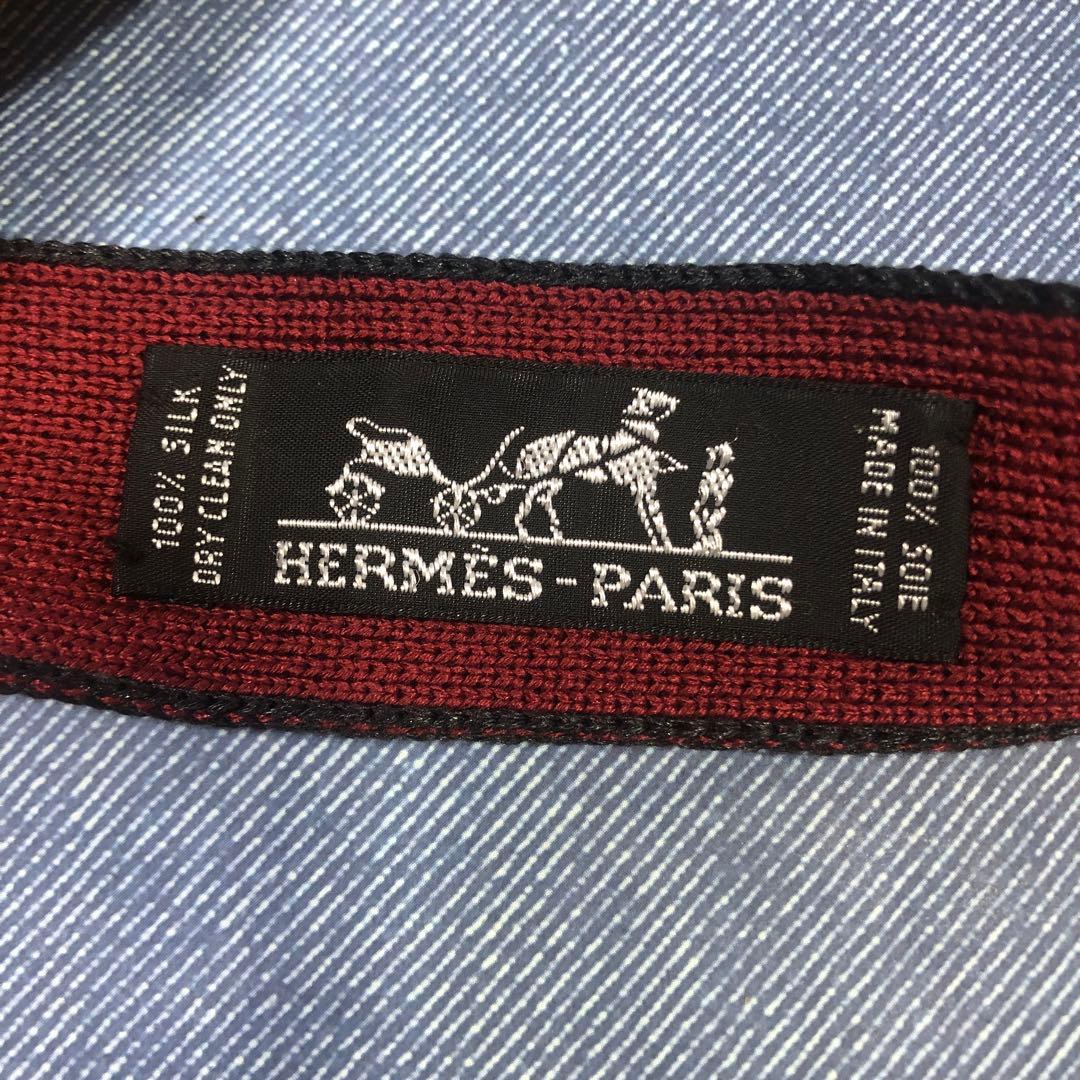 100% SILK
DRY CLEAN ONLY
HERMÈS-PARIS
100% SOIE
MADE IN ITALY